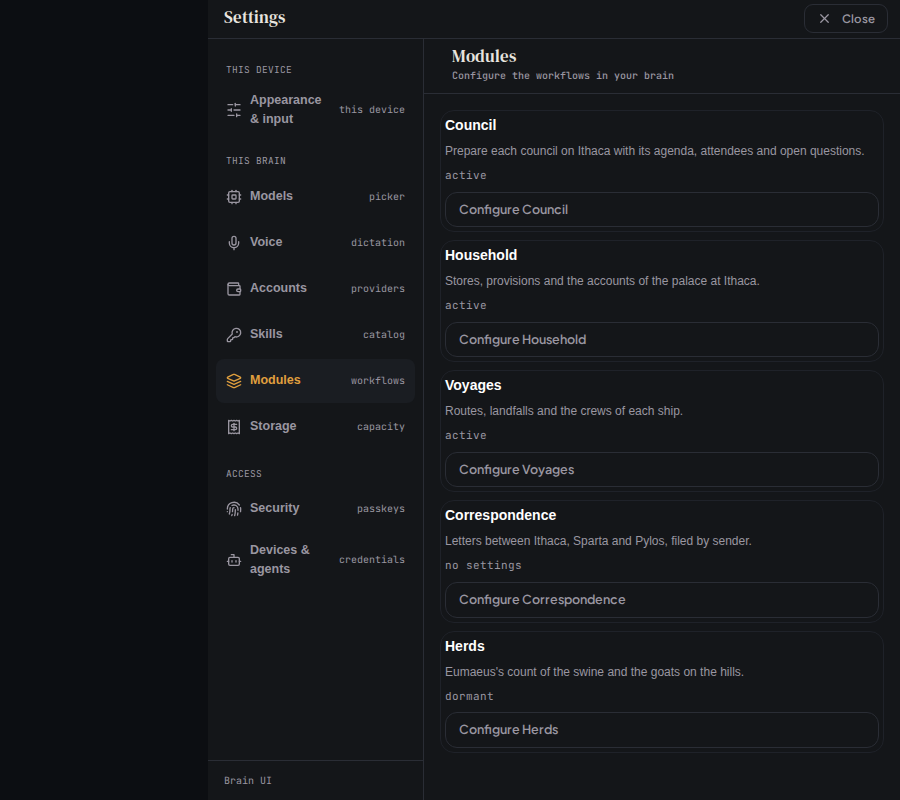 Settings
Close
THIS DEVICE
Appearance & input
this device
THIS BRAIN
Models
picker
Voice
dictation
Accounts
providers
Skills
catalog
Modules
workflows
Storage
capacity
ACCESS
Security
passkeys
Devices & agents
credentials
Brain UI
Modules
Configure the workflows in your brain
Council
Prepare each council on Ithaca with its agenda, attendees and open questions.
active
Configure Council
Household
Stores, provisions and the accounts of the palace at Ithaca.
active
Configure Household
Voyages
Routes, landfalls and the crews of each ship.
active
Configure Voyages
Correspondence
Letters between Ithaca, Sparta and Pylos, filed by sender.
no settings
Configure Correspondence
Herds
Eumaeus's count of the swine and the goats on the hills.
dormant
Configure Herds